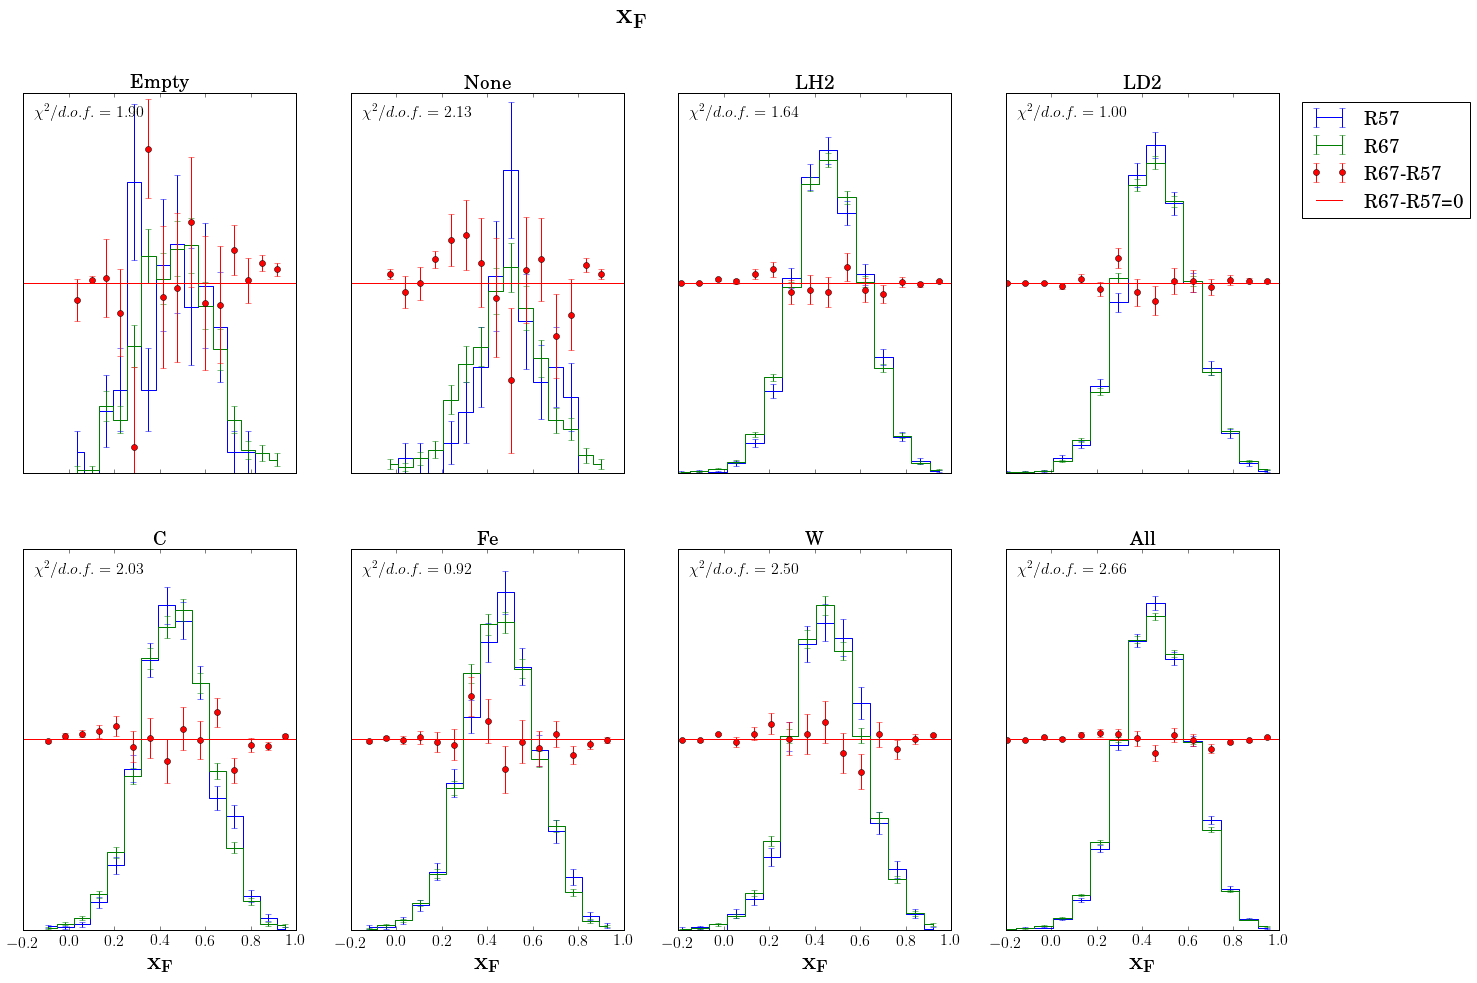 x_F
Empty
None
LH2
LD2
χ²/d.o.f. = 1.90
χ²/d.o.f. = 2.13
χ²/d.o.f. = 1.64
χ²/d.o.f. = 1.00
R57
R67
R67-R57
R67-R57=0
C
Fe
W
All
χ²/d.o.f. = 2.03
χ²/d.o.f. = 0.92
χ²/d.o.f. = 2.50
χ²/d.o.f. = 2.66
−0.2 0.0 0.2 0.4 0.6 0.8 1.0
−0.2 0.0 0.2 0.4 0.6 0.8 1.0
−0.2 0.0 0.2 0.4 0.6 0.8 1.0
−0.2 0.0 0.2 0.4 0.6 0.8 1.0
x_F
x_F
x_F
x_F